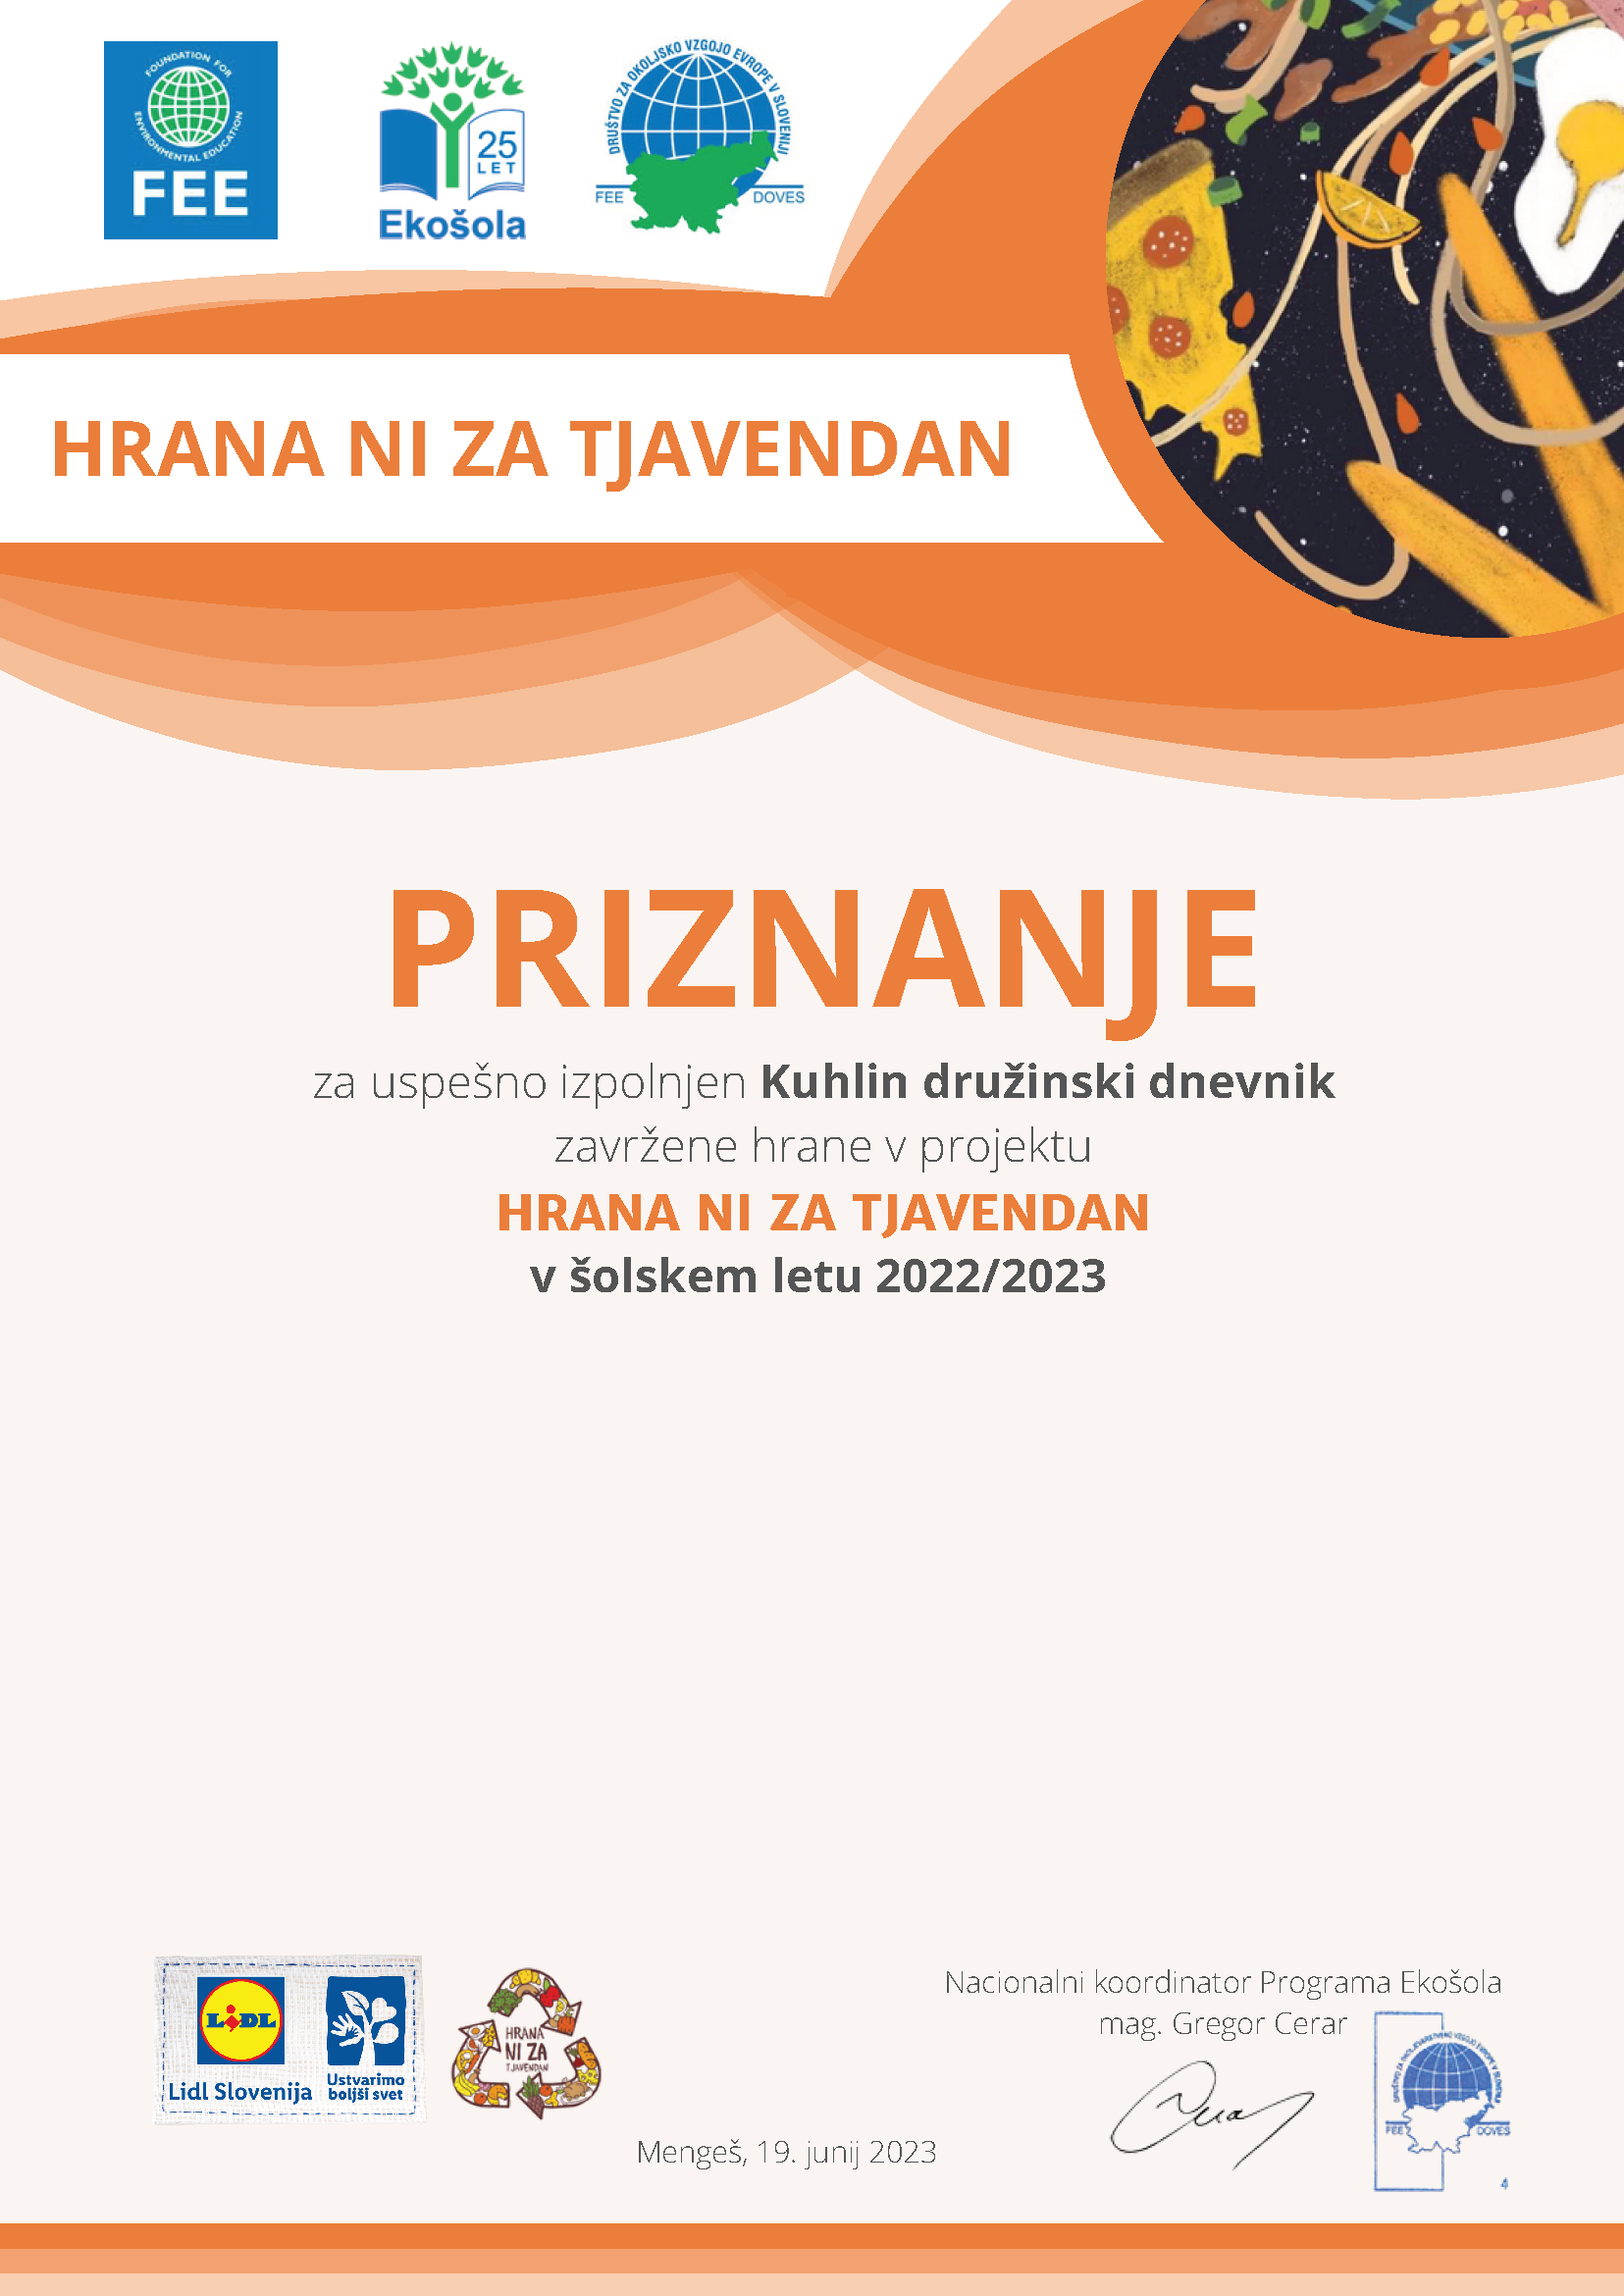 FOUNDATION FOR
ENVIRONMENTAL EDUCATION
FEE
25
LET
Ekošola
DRUŠTVO ZA OKOLJSKO VZGOJO EVROPE V SLOVENIJI
FEE DOVES
HRANA NI ZA TJAVENDAN
PRIZNANJE
za uspešno izpolnjen Kuhlin družinski dnevnik
zavržene hrane v projektu
HRANA NI ZA TJAVENDAN
v šolskem letu 2022/2023
LIDL
Lidl Slovenija
Ustvarimo
boljši svet
HRANA
NI ZA
TJAVENDAN
Nacionalni koordinator Programa Ekošola
mag. Gregor Cerar
FEE DOVES
4
Mengeš, 19. junij 2023